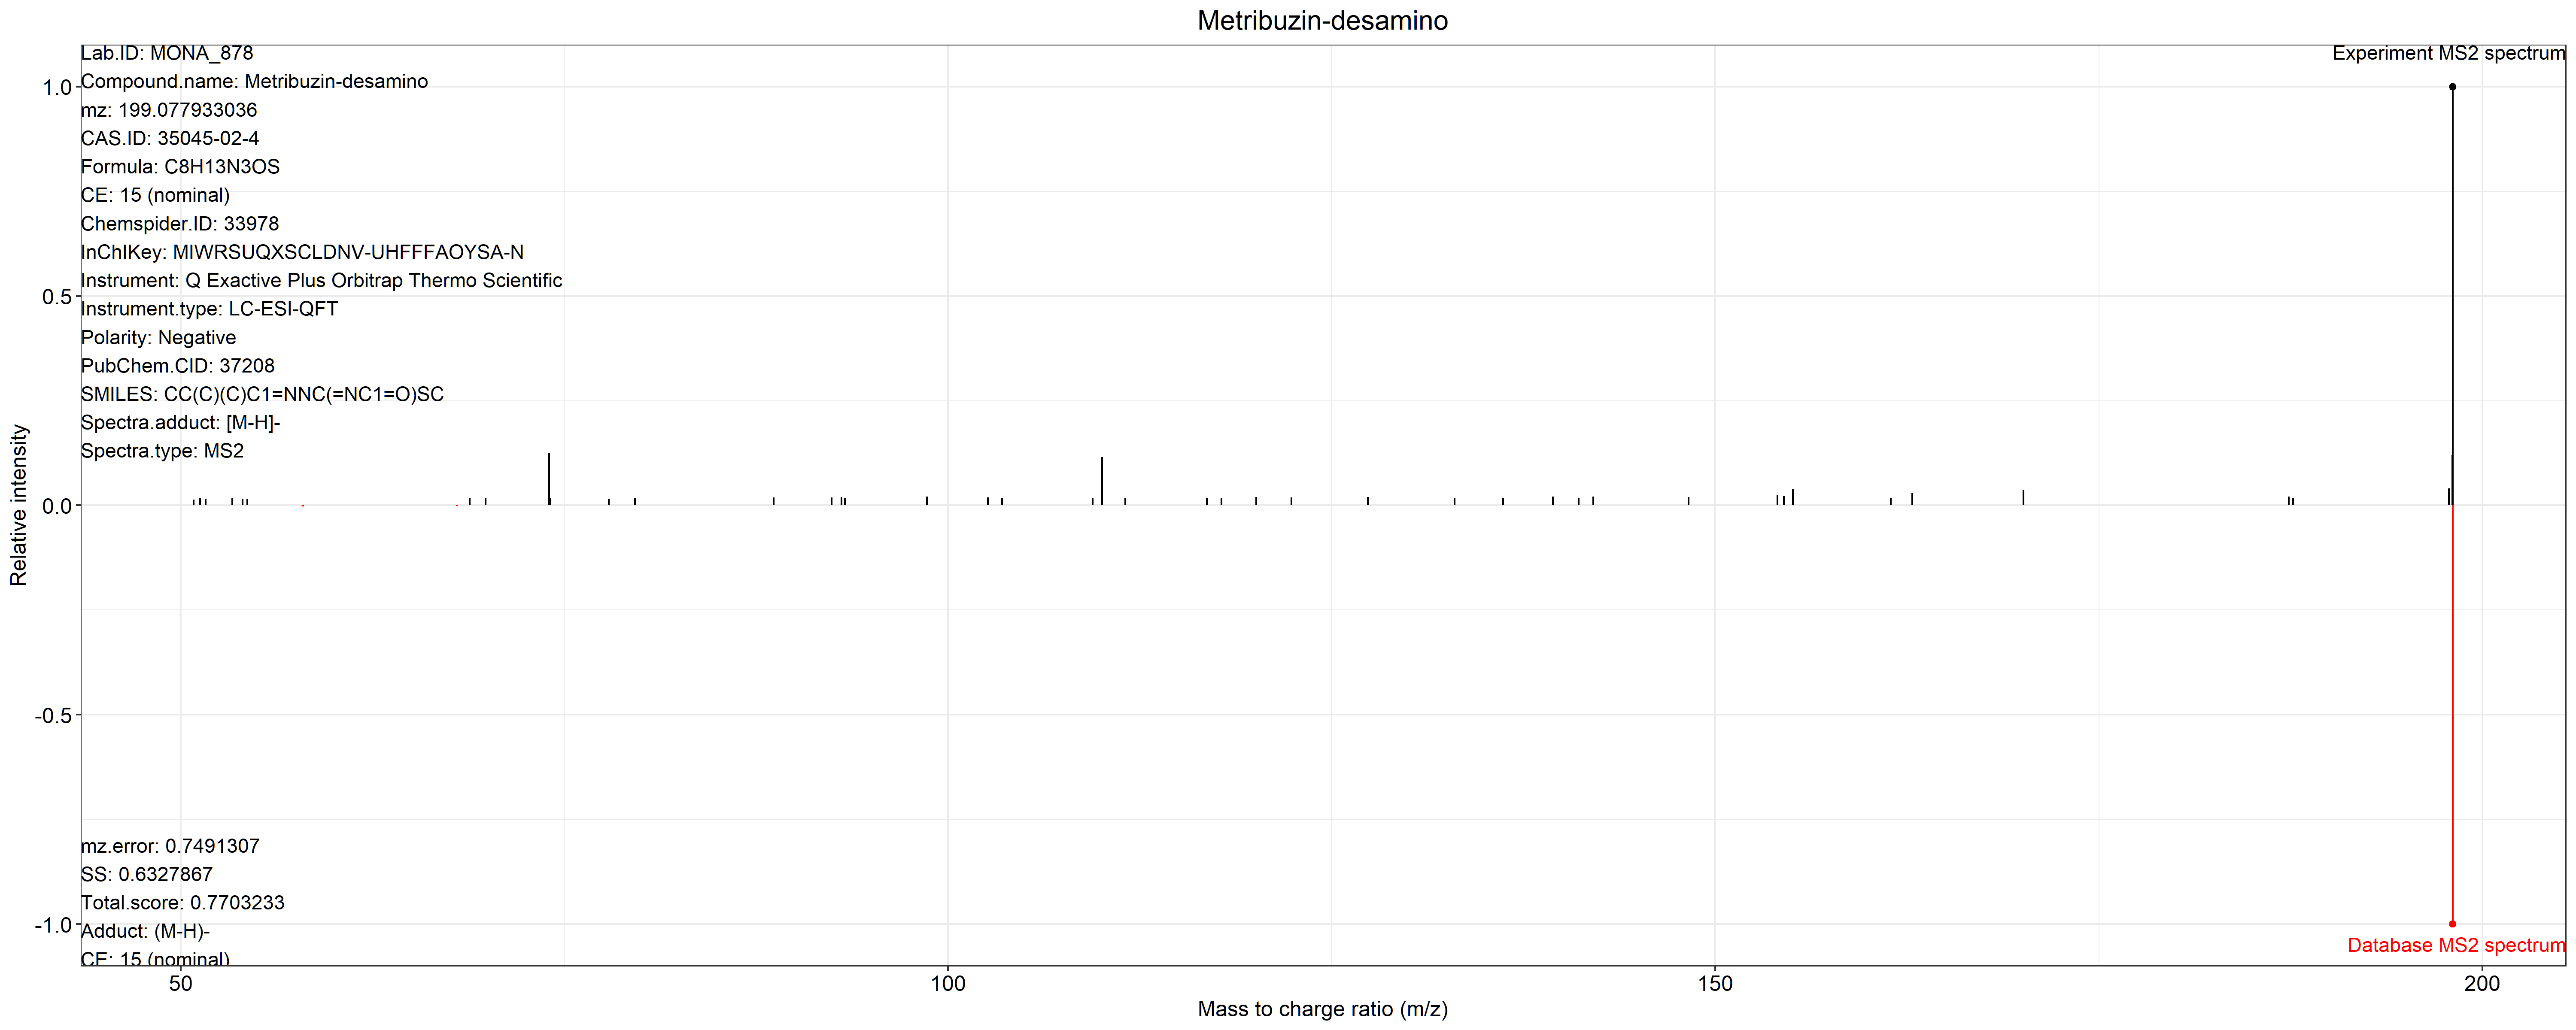 Metribuzin-desamino
Lab.ID: MONA_878
Experiment MS2 spectrum
Compound.name: Metribuzin-desamino
mz: 199.077933036
CAS.ID: 35045-02-4
Formula: C8H13N3OS
CE: 15 (nominal)
Chemspider.ID: 33978
InChIKey: MIWRSUQXSCLDNV-UHFFFAOYSA-N
Instrument: Q Exactive Plus Orbitrap Thermo Scientific
Instrument.type: LC-ESI-QFT
Polarity: Negative
PubChem.CID: 37208
SMILES: CC(C)(C)C1=NNC(=NC1=O)SC
Spectra.adduct: [M-H]-
Spectra.type: MS2
1.0
0.5
0.0
-0.5
-1.0
Relative intensity
mz.error: 0.7491307
SS: 0.6327867
Total.score: 0.7703233
Adduct: (M-H)-
CE: 15 (nominal)
Database MS2 spectrum
50 100 150 200
Mass to charge ratio (m/z)